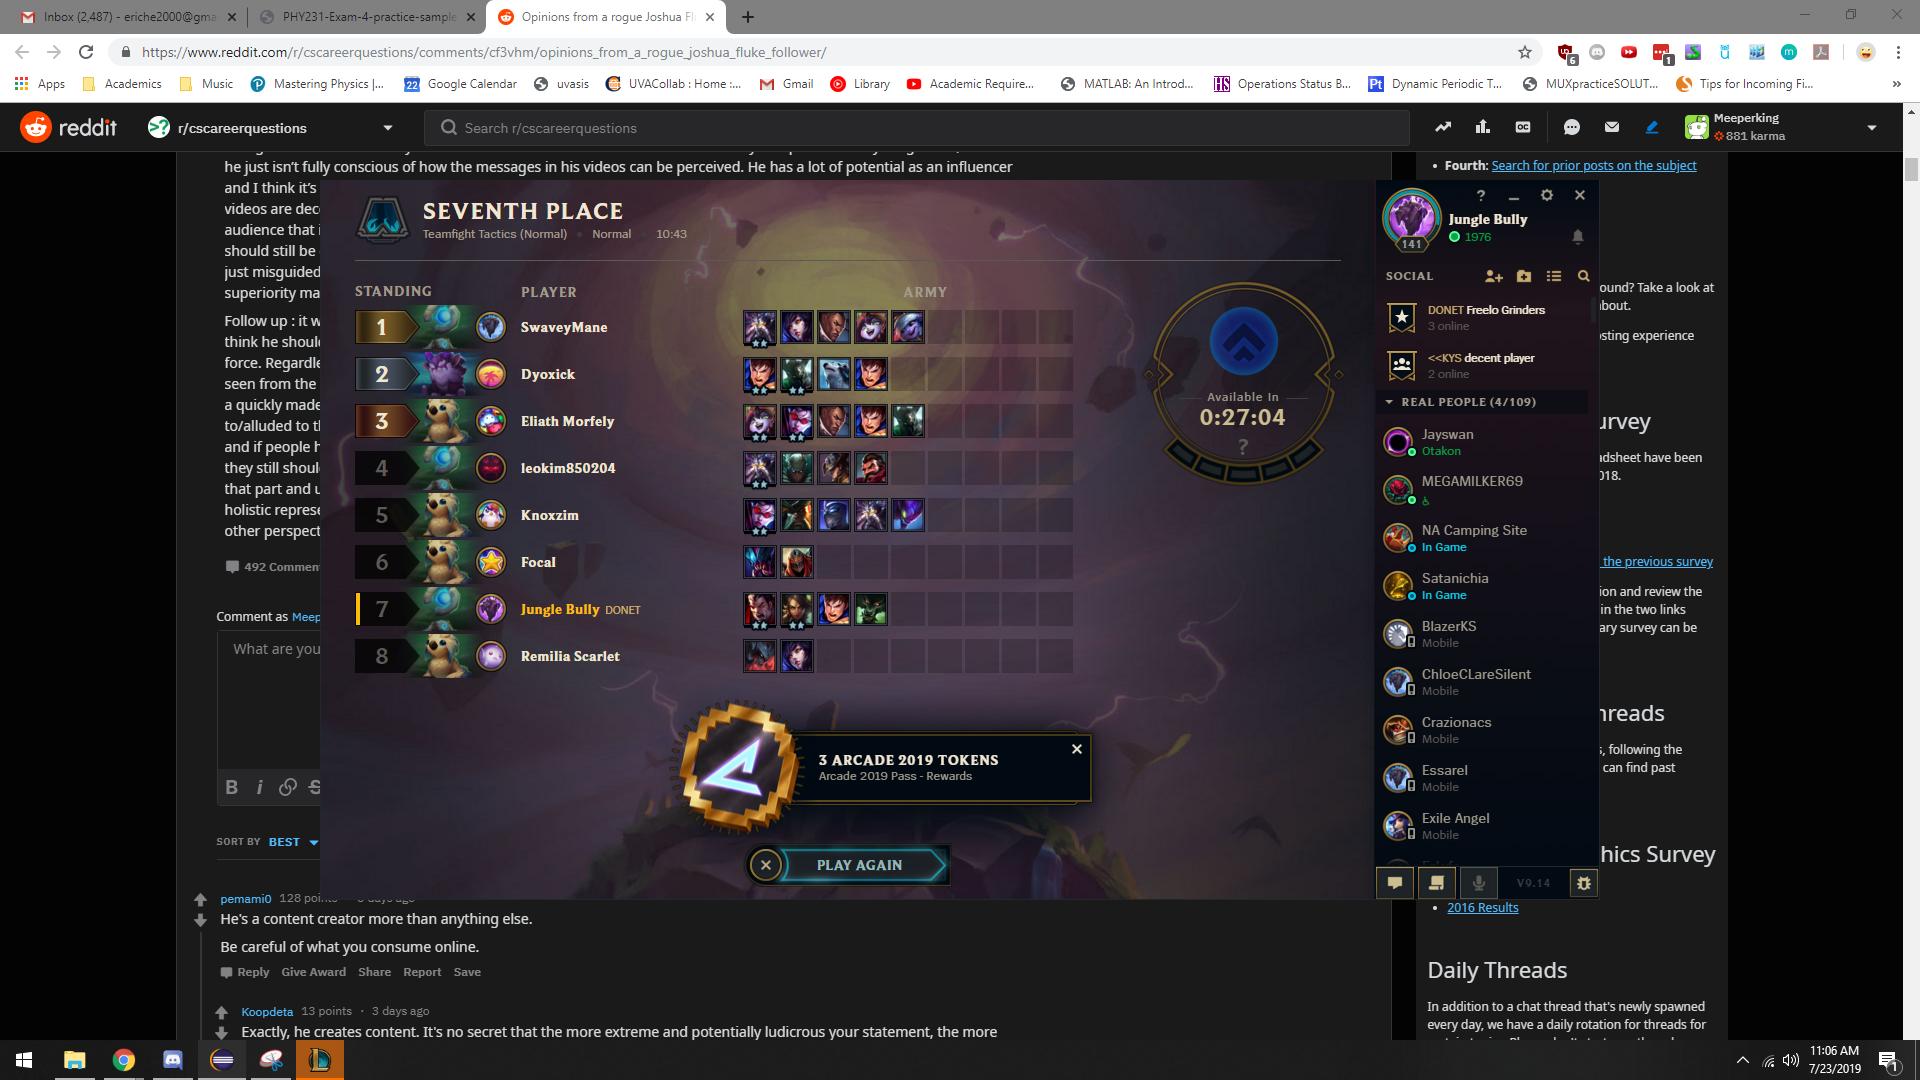 Inbox (2,487) - eriche2000@gma
PHY231-Exam-4-practice-sample
Opinions from a rogue Joshua Fl
https://www.reddit.com/r/cscareerquestions/comments/cf3vhm/opinions_from_a_rogue_joshua_fluke_follower/
6
1
Apps
Academics
Music
Mastering Physics |...
22
Google Calendar
uvasis
UVACollab : Home :...
Gmail
Library
Academic Require...
MATLAB: An Introd...
HS
Operations Status B...
Pt
Dynamic Periodic T...
MUXpracticeSOLUT...
Tips for Incoming Fi...
»
reddit
r/cscareerquestions
Search r/cscareerquestions
Meeperking
881 karma
he just isn't fully conscious of how the messages in his videos can be perceived. He has a lot of potential as an influencer
and I think it's
videos are dec
audience that i
should still be
just misguided
superiority ma
Follow up : it w
think he shoul
force. Regardle
seen from the
a quickly made
to/alluded to th
and if people h
they still shoul
that part and u
holistic represe
other perspect
492 Commen
Comment as Meep
What are you
B i S
SORT BY BEST
pemami0 128 points
He's a content creator more than anything else.
Be careful of what you consume online.
Reply Give Award Share Report Save
Koopdeta 13 points · 3 days ago
Exactly, he creates content. It's no secret that the more extreme and potentially ludicrous your statement, the more
SEVENTH PLACE
Teamfight Tactics (Normal) • Normal • 10:43
STANDING PLAYER ARMY
1 SwaveyMane
2 Dyoxick
3 Eliath Morfely
4 leokim850204
5 Knoxzim
6 Focal
7 Jungle Bully DONET
8 Remilia Scarlet
Available In
0:27:04
?
3 ARCADE 2019 TOKENS
Arcade 2019 Pass - Rewards
PLAY AGAIN
?
Jungle Bully
141
1976
SOCIAL
DONET Freelo Grinders
3 online
<<KYS decent player
2 online
REAL PEOPLE (4/109)
Jayswan
Otakon
MEGAMILKER69
NA Camping Site
In Game
Satanichia
In Game
BlazerKS
Mobile
ChloeCLareSilent
Mobile
Crazionacs
Mobile
Essarel
Mobile
Exile Angel
Mobile
V9.14
• Fourth: Search for prior posts on the subject
ound? Take a look at
bout.
sting experience
urvey
adsheet have been
018.
the previous survey
ion and review the
in the two links
ary survey can be
hreads
s, following the
can find past
hics Survey
• 2016 Results
Daily Threads
In addition to a chat thread that's newly spawned
every day, we have a daily rotation for threads for
11:06 AM
7/23/2019
1